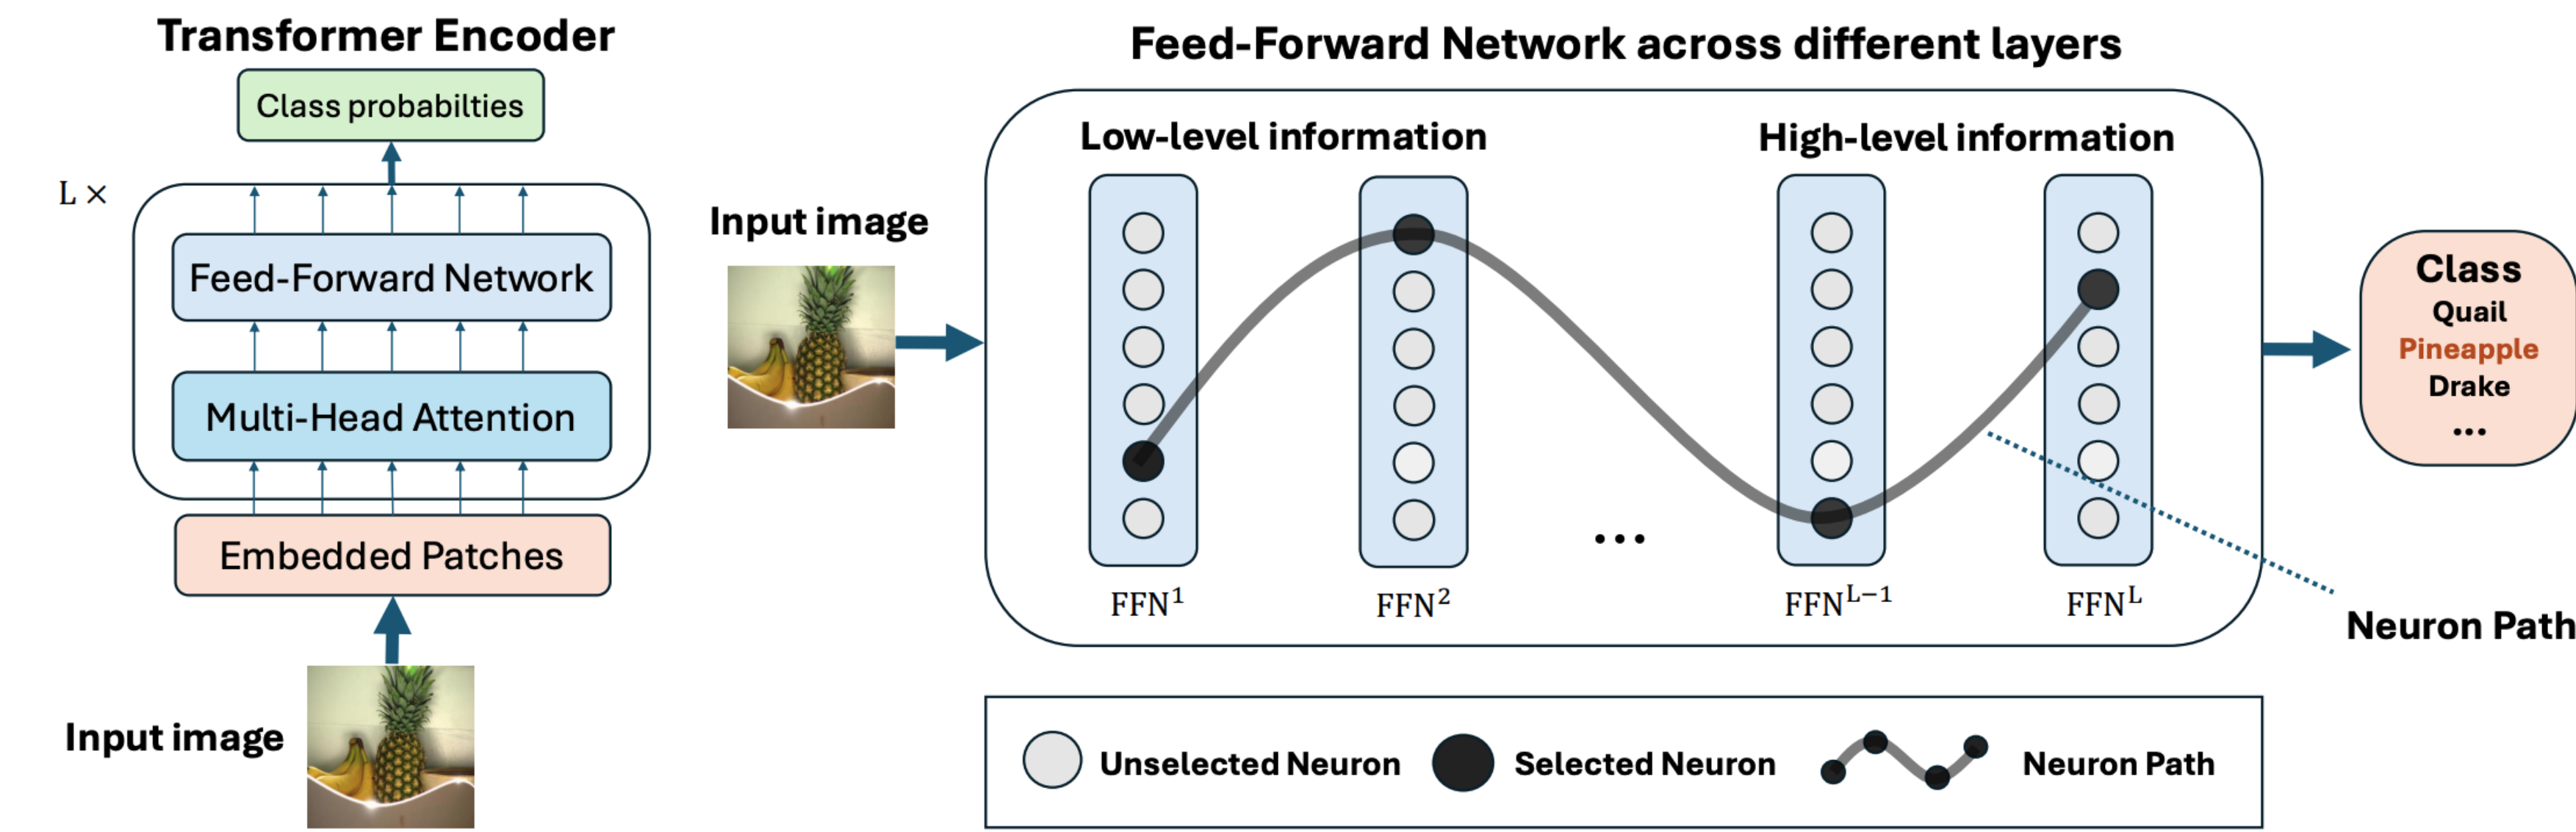 Transformer Encoder
Class probabilties
L ×
Feed-Forward Network
Multi-Head Attention
Embedded Patches
Input image
Feed-Forward Network across different layers
Input image
Low-level information
High-level information
...
FFN¹
FFN²
FFNᴸ⁻¹
FFNᴸ
Class
Quail
Pineapple
Drake
...
Neuron Path
Unselected Neuron
Selected Neuron
Neuron Path